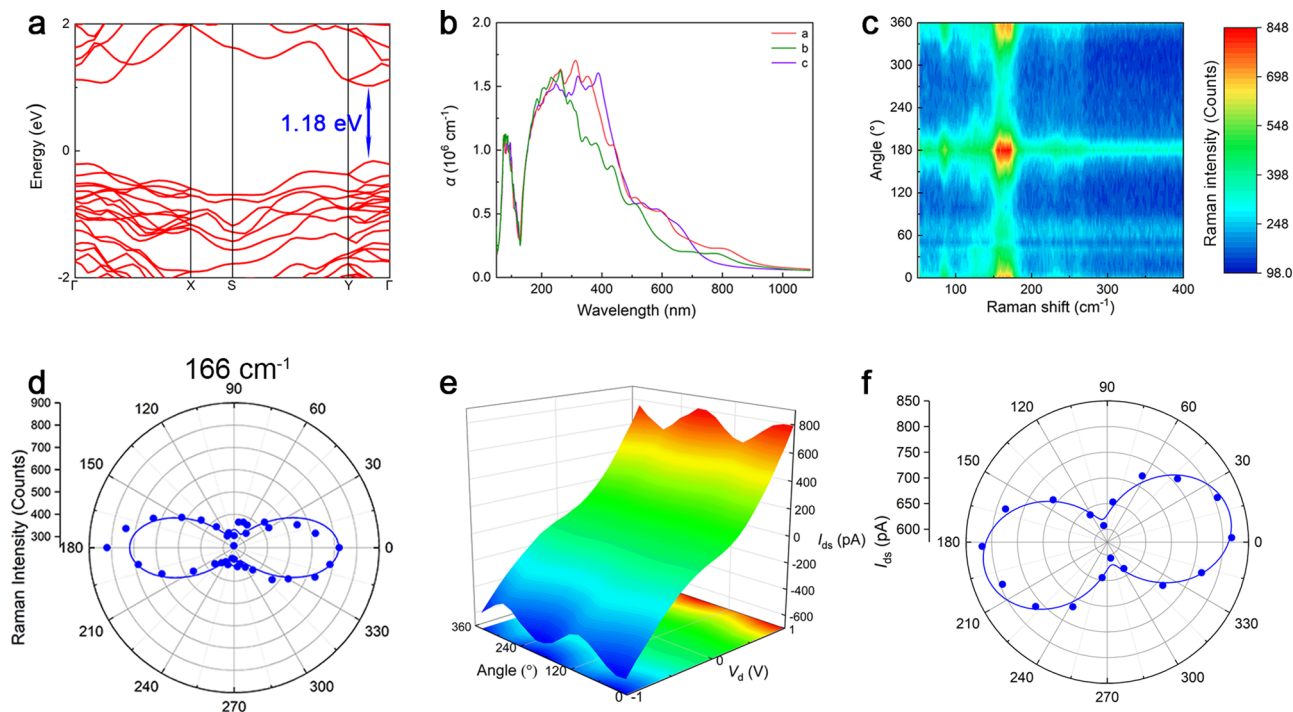 a
2
0
-2
Energy (eV)
1.18 eV
Γ X S Y Γ
b
2.0
1.5
1.0
0.5
0.0
α (10⁶ cm⁻¹)
a
b
c
200 400 600 800 1000
Wavelength (nm)
c
360
300
240
180
120
60
0
Angle (°)
100 200 300 400
Raman shift (cm⁻¹)
848
698
548
398
248
98.0
Raman intensity (Counts)
d
166 cm⁻¹
900
800
700
600
500
400
300
Raman Intensity (Counts)
90
120 60
150 30
180 0
210 330
240 300
270
e
800
600
400
200
0
-200
-400
-600
Ids (pA)
360
240
120
0
Angle (°)
-1
0
1
Vd (V)
f
850
800
750
700
650
600
Ids (pA)
90
120 60
150 30
180 0
210 330
240 300
270